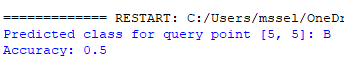 ============= RESTART: C:/Users/mssel/OneDr
Predicted class for query point [5, 5]: B
Accuracy: 0.5